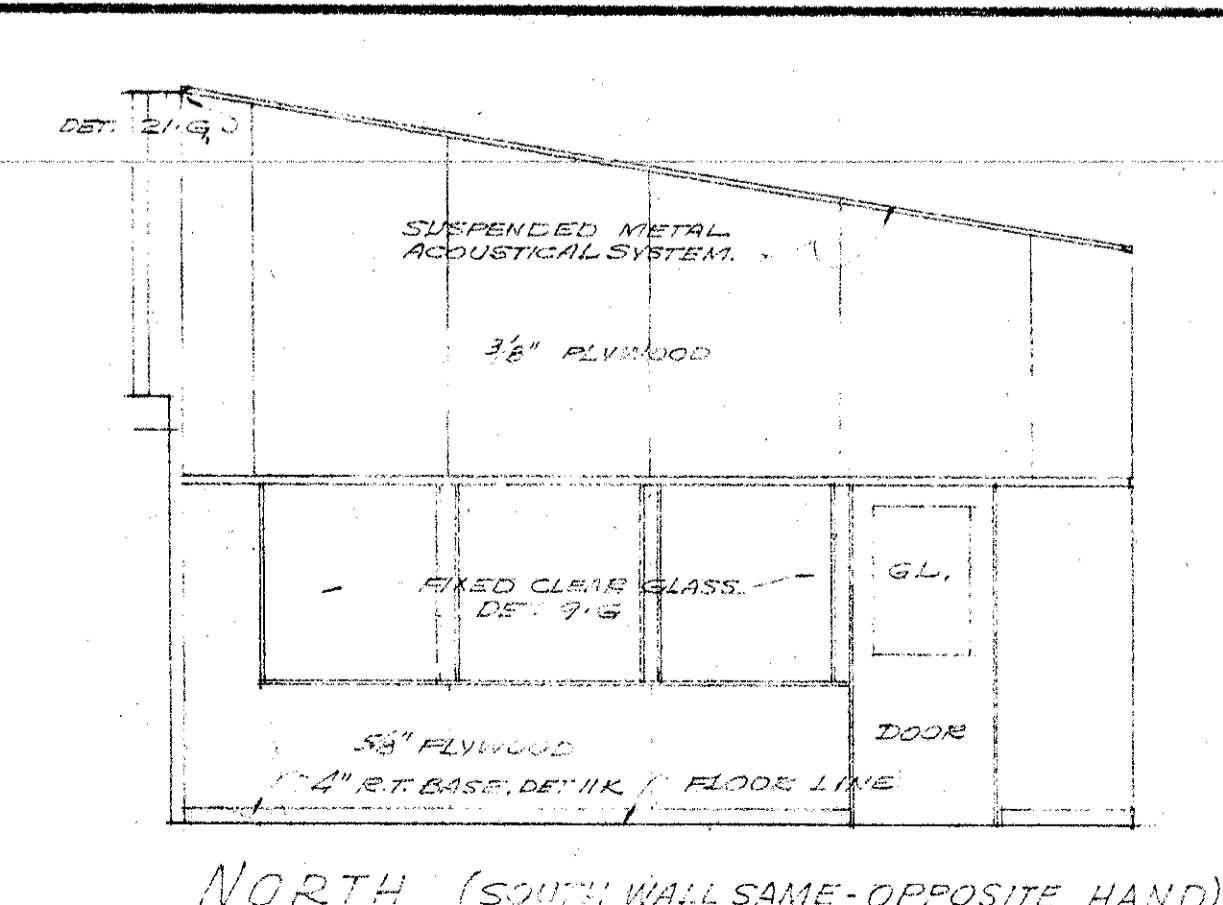 DET. 21·G
SUSPENDED METAL
ACOUSTICAL SYSTEM.
3/8" PLYWOOD
FIXED CLEAR GLASS
DET. 9·G
GL.
5/8" PLYWOOD
DOOR
4" R.T. BASE, DET 11K
FLOOR LINE
NORTH (SOUTH WALL SAME - OPPOSITE HAND)